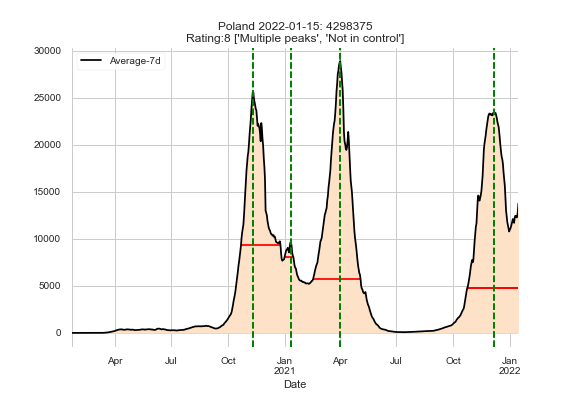 Poland 2022-01-15: 4298375
Rating:8 ['Multiple peaks', 'Not in control']
Average-7d
30000
25000
20000
15000
10000
5000
0
Apr Jul Oct Jan Apr Jul Oct Jan
2021 2022
Date